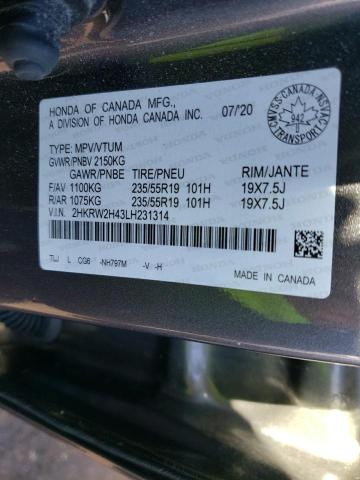 HONDA OF CANADA MFG.,
A DIVISION OF HONDA CANADA INC. 07/20
CMVSS-CANADA-NSVAC
942
TRANSPORT
TYPE: MPV/VTUM
GVWR/PNBV 2150KG
GAWR/PNBE TIRE/PNEU RIM/JANTE
F/AV 1100KG 235/55R19 101H 19X7.5J
R/AR 1075KG 235/55R19 101H 19X7.5J
V.I.N. 2HKRW2H43LH231314
TLJ L CG6 -NH797M -V -H
MADE IN CANADA